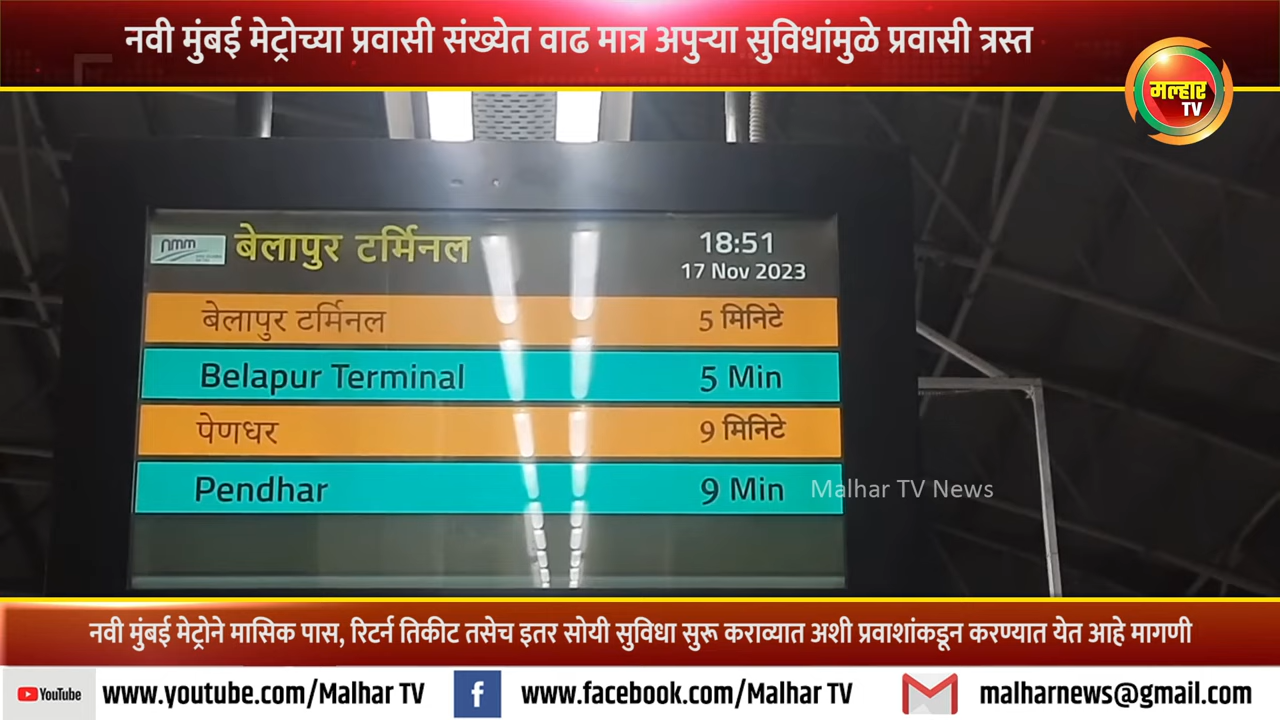 नवी मुंबई मेट्रोच्या प्रवासी संख्येत वाढ मात्र अपुऱ्या सुविधांमुळे प्रवासी त्रस्त
मल्हार
TV
nmm
बेलापुर टर्मिनल
18:51
17 Nov 2023
बेलापुर टर्मिनल 5 मिनिटे
Belapur Terminal 5 Min
पेणधर 9 मिनिटे
Pendhar 9 Min
Malhar TV News
नवी मुंबई मेट्रोने मासिक पास, रिटर्न तिकीट तसेच इतर सोयी सुविधा सुरू कराव्यात अशी प्रवाशांकडून करण्यात येत आहे मागणी
YouTube www.youtube.com/Malhar TV f www.facebook.com/Malhar TV malharnews@gmail.com